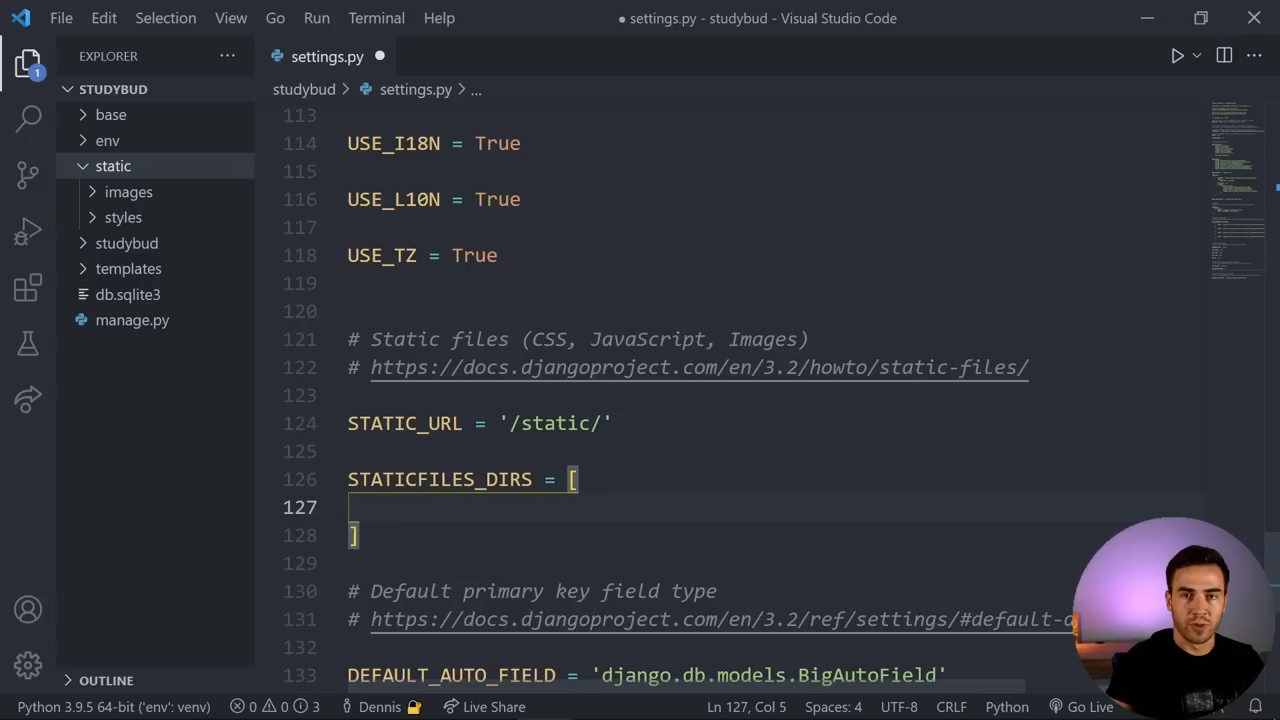 File Edit Selection View Go Run Terminal Help
● settings.py - studybud - Visual Studio Code
EXPLORER
settings.py
1
STUDYBUD
base
env
static
images
styles
studybud
templates
db.sqlite3
manage.py
OUTLINE
studybud > settings.py > ...
113
114 USE_I18N = True
115
116 USE_L10N = True
117
118 USE_TZ = True
119
120
121 # Static files (CSS, JavaScript, Images)
122 # https://docs.djangoproject.com/en/3.2/howto/static-files/
123
124 STATIC_URL = '/static/'
125
126 STATICFILES_DIRS = [
127
128 ]
129
130 # Default primary key field type
131 # https://docs.djangoproject.com/en/3.2/ref/settings/#default-a
132
133 DEFAULT_AUTO_FIELD = 'django.db.models.BigAutoField'
Python 3.9.5 64-bit ('env': venv) 0 0 3 Dennis Live Share Ln 127, Col 5 Spaces: 4 UTF-8 CRLF Python Go Live